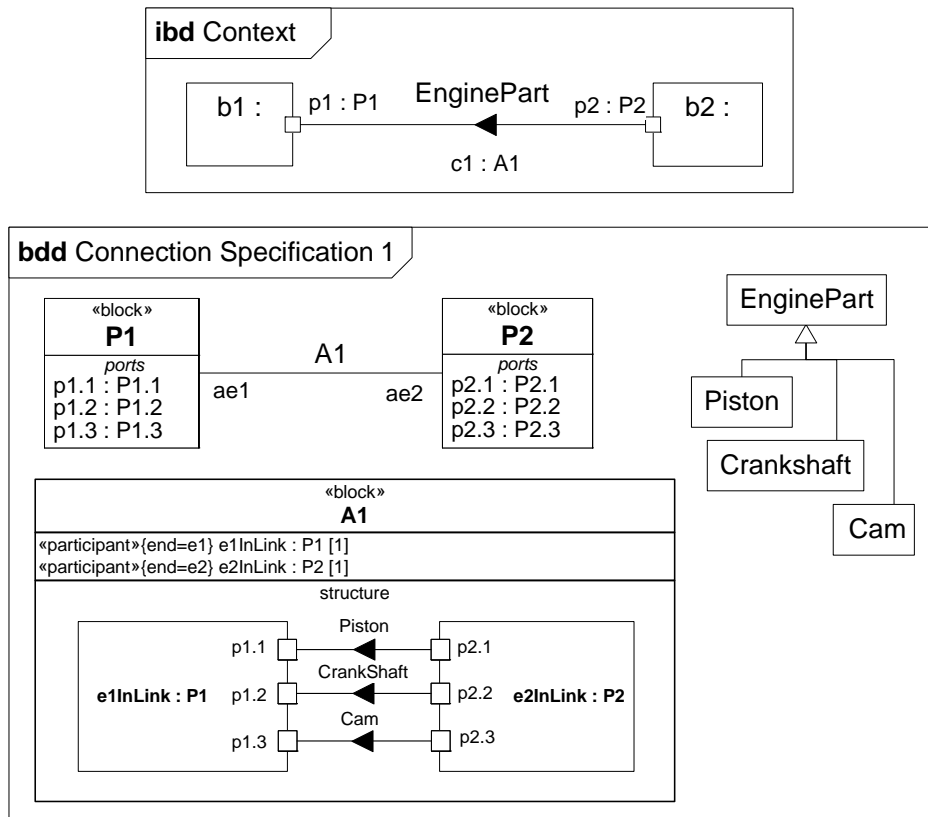 ibd Context
b1 :
p1 : P1
EnginePart
p2 : P2
b2 :
c1 : A1
bdd Connection Specification 1
«block»
P1
ports
p1.1 : P1.1
p1.2 : P1.2
p1.3 : P1.3
A1
ae1
ae2
«block»
P2
ports
p2.1 : P2.1
p2.2 : P2.2
p2.3 : P2.3
EnginePart
Piston
Crankshaft
Cam
«block»
A1
«participant»{end=e1} e1InLink : P1 [1]
«participant»{end=e2} e2InLink : P2 [1]
structure
e1InLink : P1
p1.1
Piston
p2.1
p1.2
CrankShaft
p2.2
p1.3
Cam
p2.3
e2InLink : P2